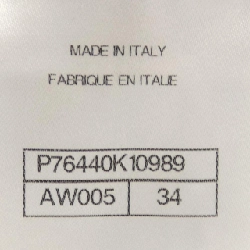 MADE IN ITALY
FABRIQUE EN ITALIE
P76440K10989
AW005 34